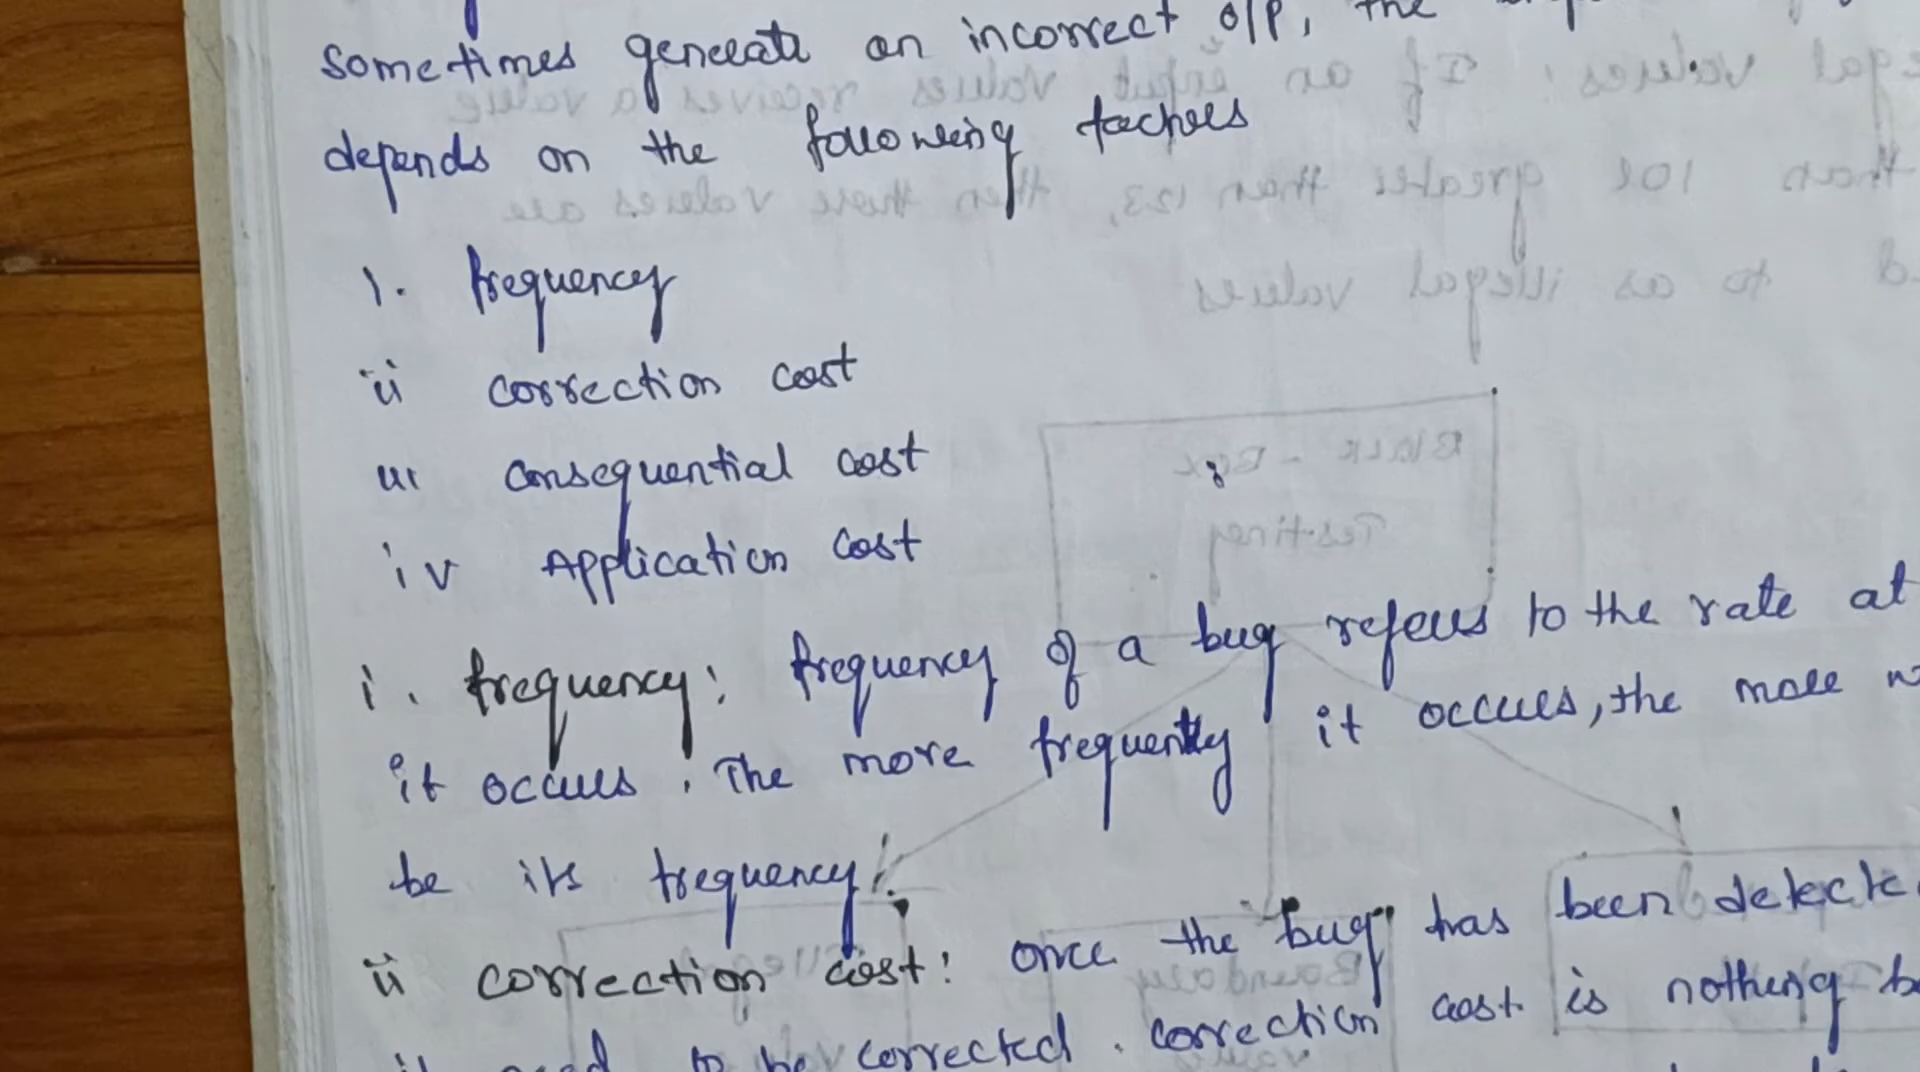 sometimes generate an incorrect o/p, the
depends on the following factors
1. frequency
ii correction cost
iii consequential cost
iv Application cost
i. frequency: frequency of a bug refers to the rate at
it occurs. The more frequently it occurs, the more
be its frequency.
ii correction cost: once the bug has been detecte
to be corrected. correction cost is nothing b